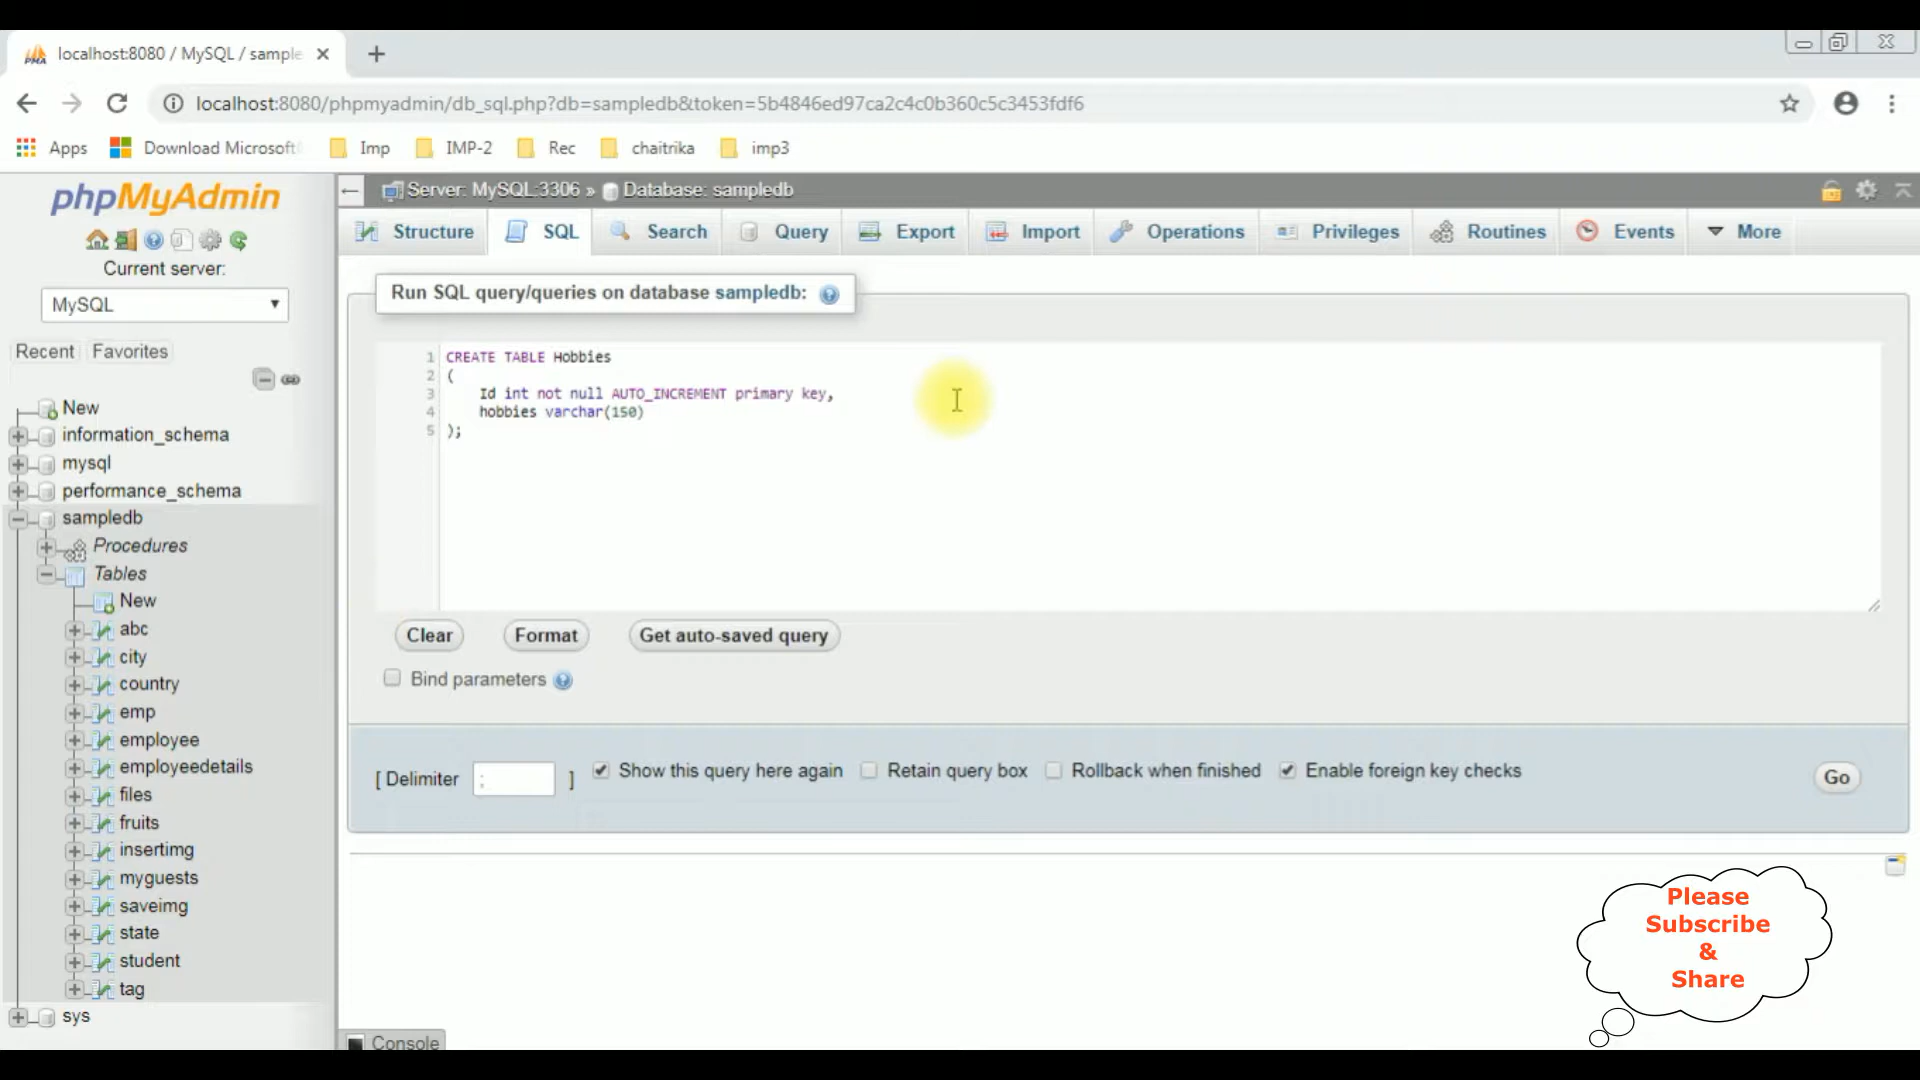 localhost:8080 / MySQL / sample
localhost:8080/phpmyadmin/db_sql.php?db=sampledb&token=5b4846ed97ca2c4c0b360c5c3453fdf6
Apps
Download Microsoft
Imp
IMP-2
Rec
chaitrika
imp3
phpMyAdmin
Current server:
MySQL
Recent
Favorites
New
information_schema
mysql
performance_schema
sampledb
Procedures
Tables
New
abc
city
country
emp
employee
employeedetails
files
fruits
insertimg
myguests
saveimg
state
student
tag
sys
Server: MySQL:3306 » Database: sampledb
Structure
SQL
Search
Query
Export
Import
Operations
Privileges
Routines
Events
More
Run SQL query/queries on database sampledb:
1 CREATE TABLE Hobbies
2 (
3 Id int not null AUTO_INCREMENT primary key,
4 hobbies varchar(150)
5 );
Clear
Format
Get auto-saved query
Bind parameters
[ Delimiter ; ]
Show this query here again
Retain query box
Rollback when finished
Enable foreign key checks
Go
Console
Please
Subscribe
&
Share